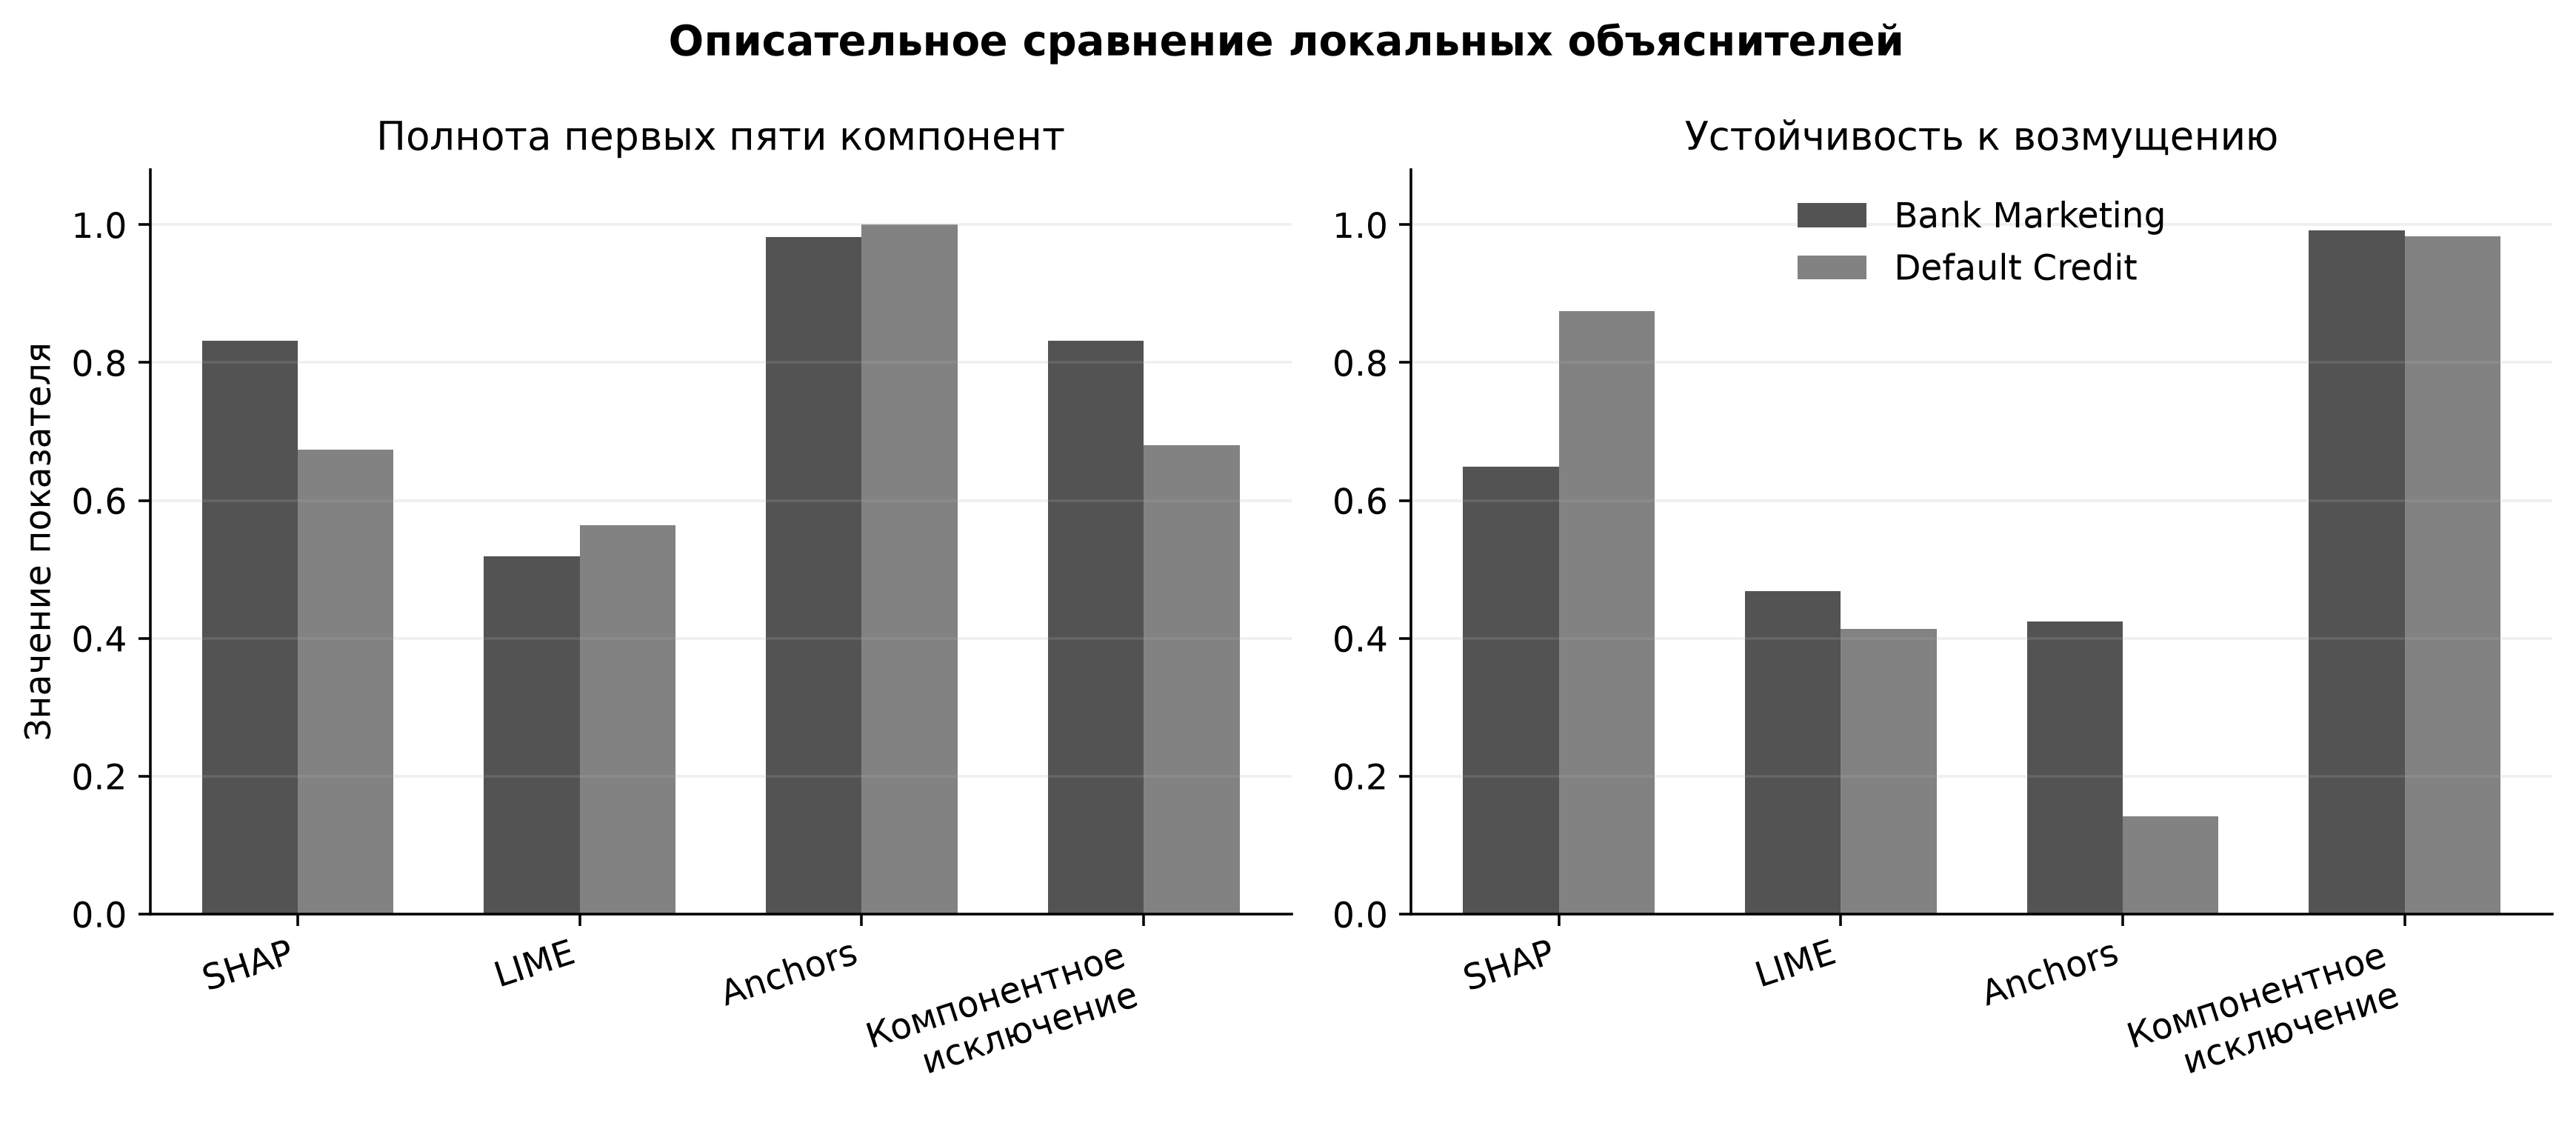 Описательное сравнение локальных объяснителей
Полнота первых пяти компонент
Значение показателя
1.0
0.8
0.6
0.4
0.2
0.0
SHAP
LIME
Anchors
Компонентное
исключение
Устойчивость к возмущению
Bank Marketing
Default Credit
1.0
0.8
0.6
0.4
0.2
0.0
SHAP
LIME
Anchors
Компонентное
исключение